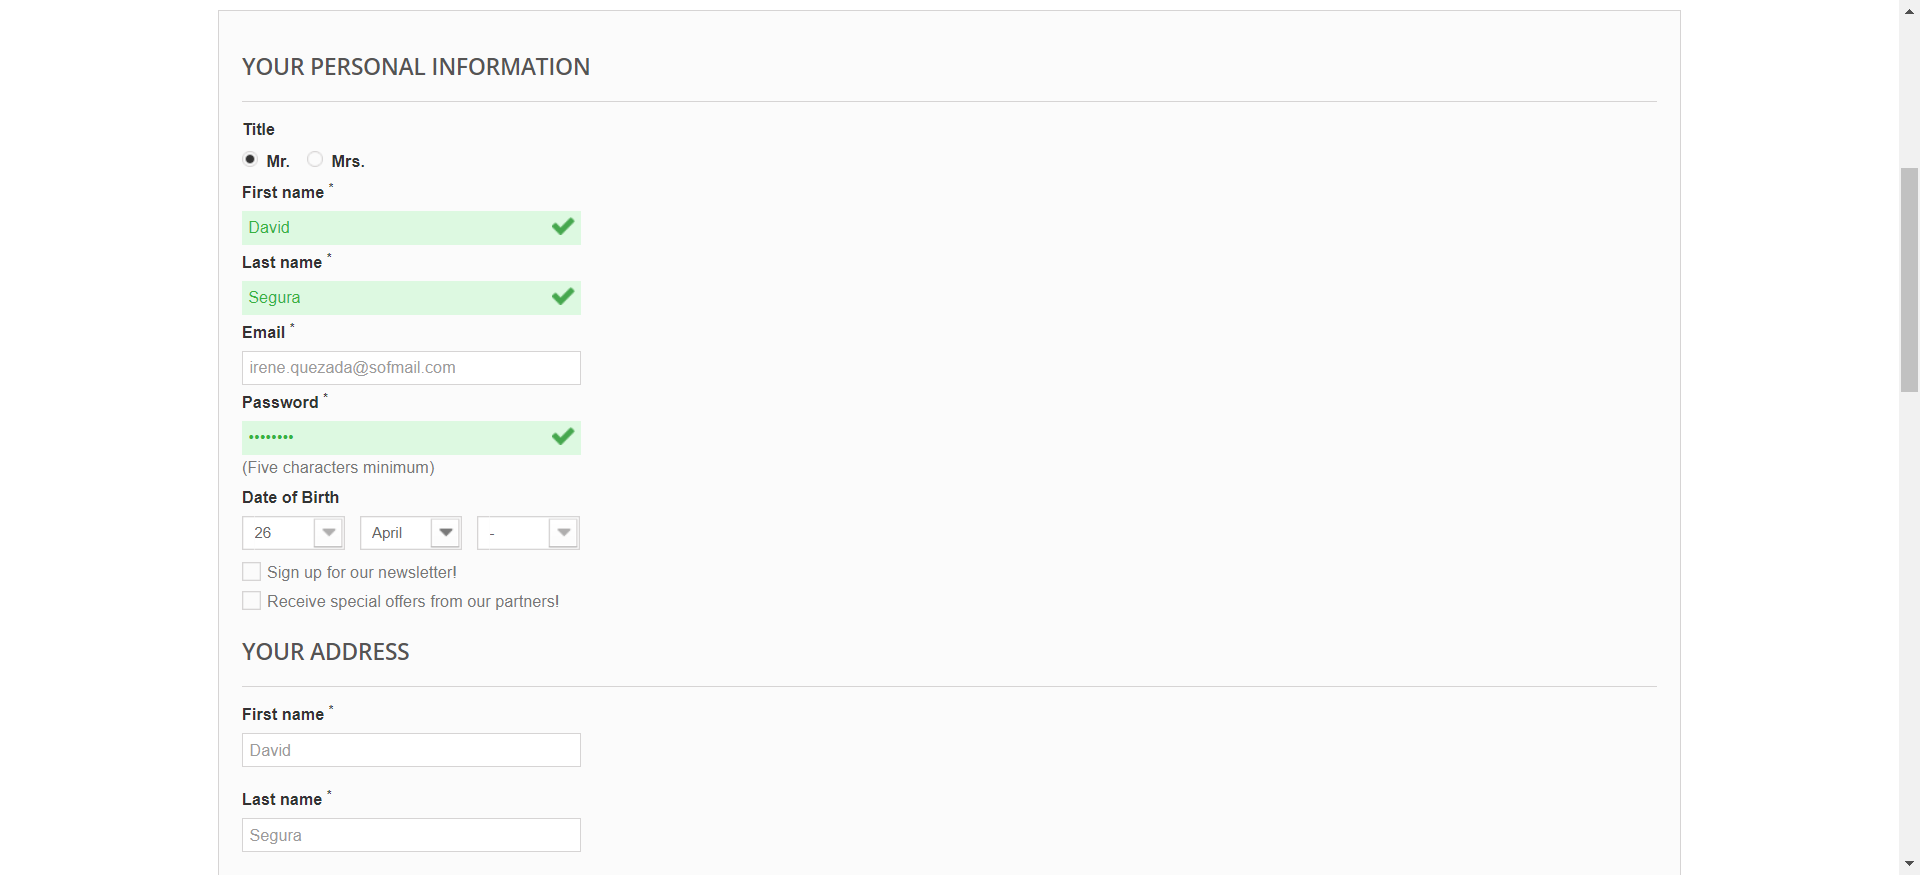 YOUR PERSONAL INFORMATION
Title
Mr. Mrs.
First name *
David
Last name *
Segura
Email *
irene.quezada@sofmail.com
Password *
••••••••
(Five characters minimum)
Date of Birth
26 April -
Sign up for our newsletter!
Receive special offers from our partners!
YOUR ADDRESS
First name *
David
Last name *
Segura